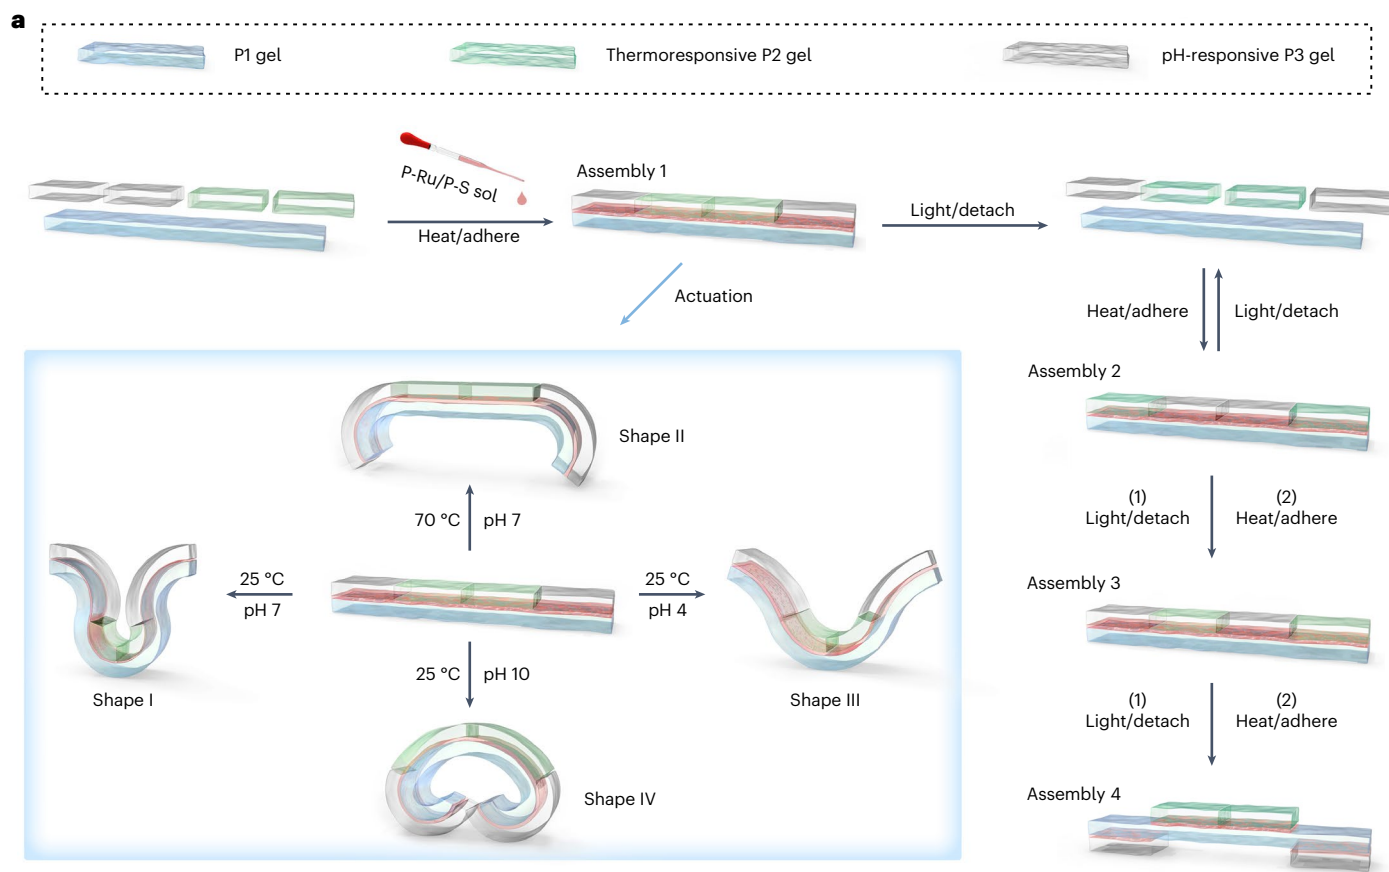 a
P1 gel
Thermoresponsive P2 gel
pH-responsive P3 gel
P-Ru/P-S sol
Heat/adhere
Assembly 1
Light/detach
Actuation
Heat/adhere
Light/detach
Assembly 2
(1)
Light/detach
(2)
Heat/adhere
Assembly 3
(1)
Light/detach
(2)
Heat/adhere
Assembly 4
Shape II
70 °C
pH 7
25 °C
pH 7
25 °C
pH 4
25 °C
pH 10
Shape I
Shape III
Shape IV